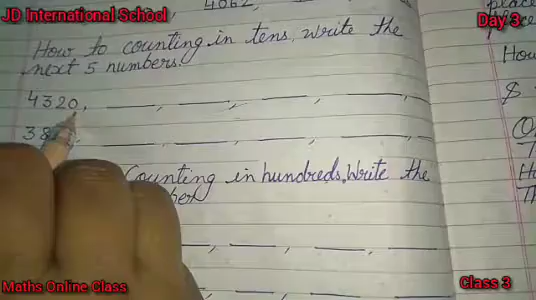 JD International School
Day 3
4062,
How to counting in tens. Write the
next 5 numbers.
4320,
Counting in hundreds. Write the
Maths Online Class
Class 3